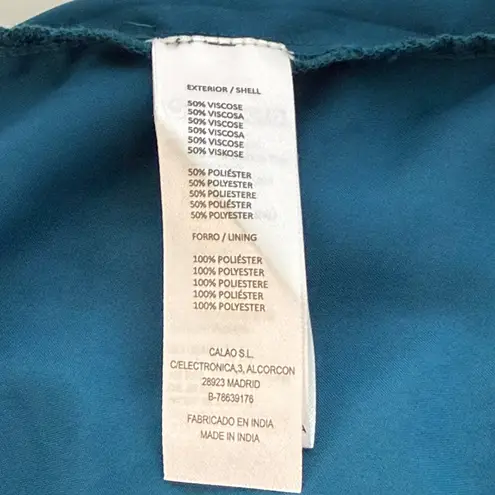 EXTERIOR / SHELL
50% VISCOSE
50% VISCOSA
50% VISCOSE
50% VISCOSA
50% VISCOSE
50% VISKOSE
50% POLIÉSTER
50% POLYESTER
50% POLIESTERE
50% POLIÉSTER
50% POLYESTER
FORRO / LINING
100% POLIÉSTER
100% POLYESTER
100% POLIESTERE
100% POLIÉSTER
100% POLYESTER
CALAO S.L.
C/ELECTRONICA,3, ALCORCON
28923 MADRID
B-78639176
FABRICADO EN INDIA
MADE IN INDIA